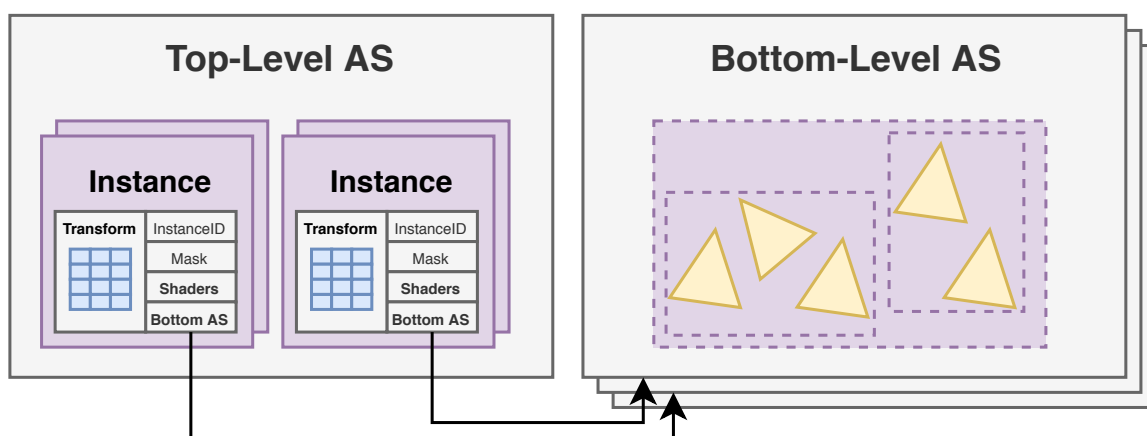 Top-Level AS
Bottom-Level AS
Instance
Transform
InstanceID
Mask
Shaders
Bottom AS
Instance
Transform
InstanceID
Mask
Shaders
Bottom AS